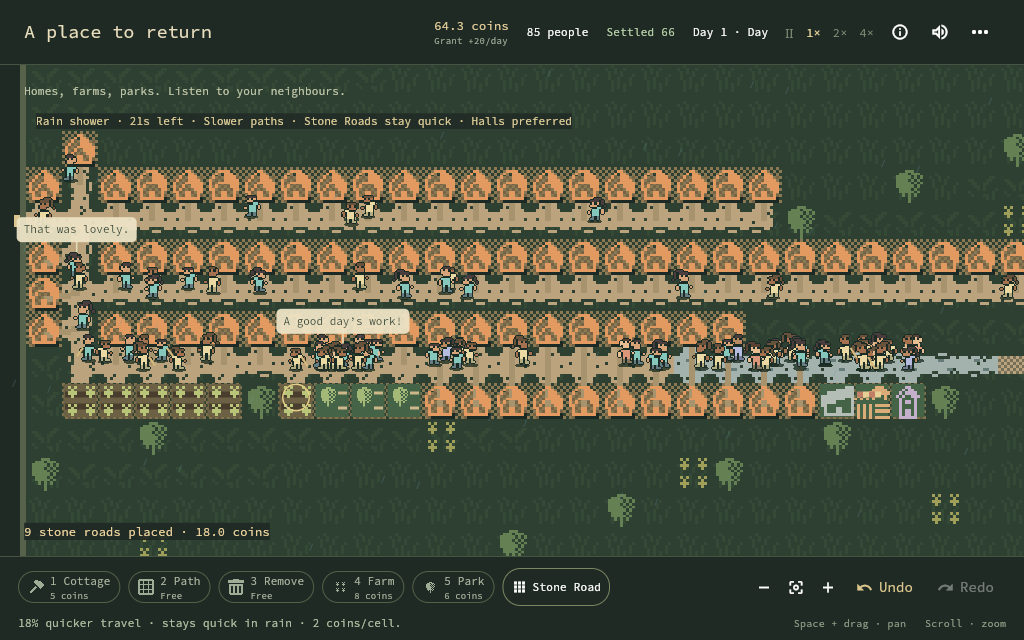 A place to return
64.3 coins
Grant +20/day
85 people
Settled 66
Day 1 · Day
1×
2×
4×
Homes, farms, parks. Listen to your neighbours.
Rain shower · 21s left · Slower paths · Stone Roads stay quick · Halls preferred
That was lovely.
A good day's work!
9 stone roads placed · 18.0 coins
1 Cottage
5 coins
2 Path
Free
3 Remove
Free
4 Farm
8 coins
5 Park
6 coins
Stone Road
Undo
Redo
18% quicker travel · stays quick in rain · 2 coins/cell.
Space + drag · pan
Scroll · zoom